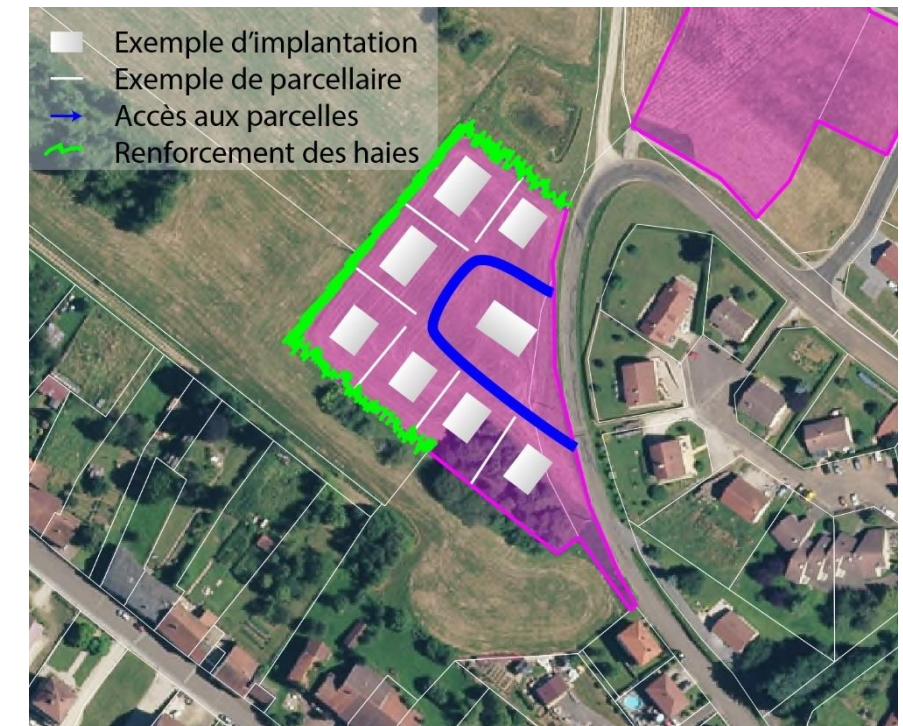 Exemple d'implantation
Exemple de parcellaire
Accès aux parcelles
Renforcement des haies